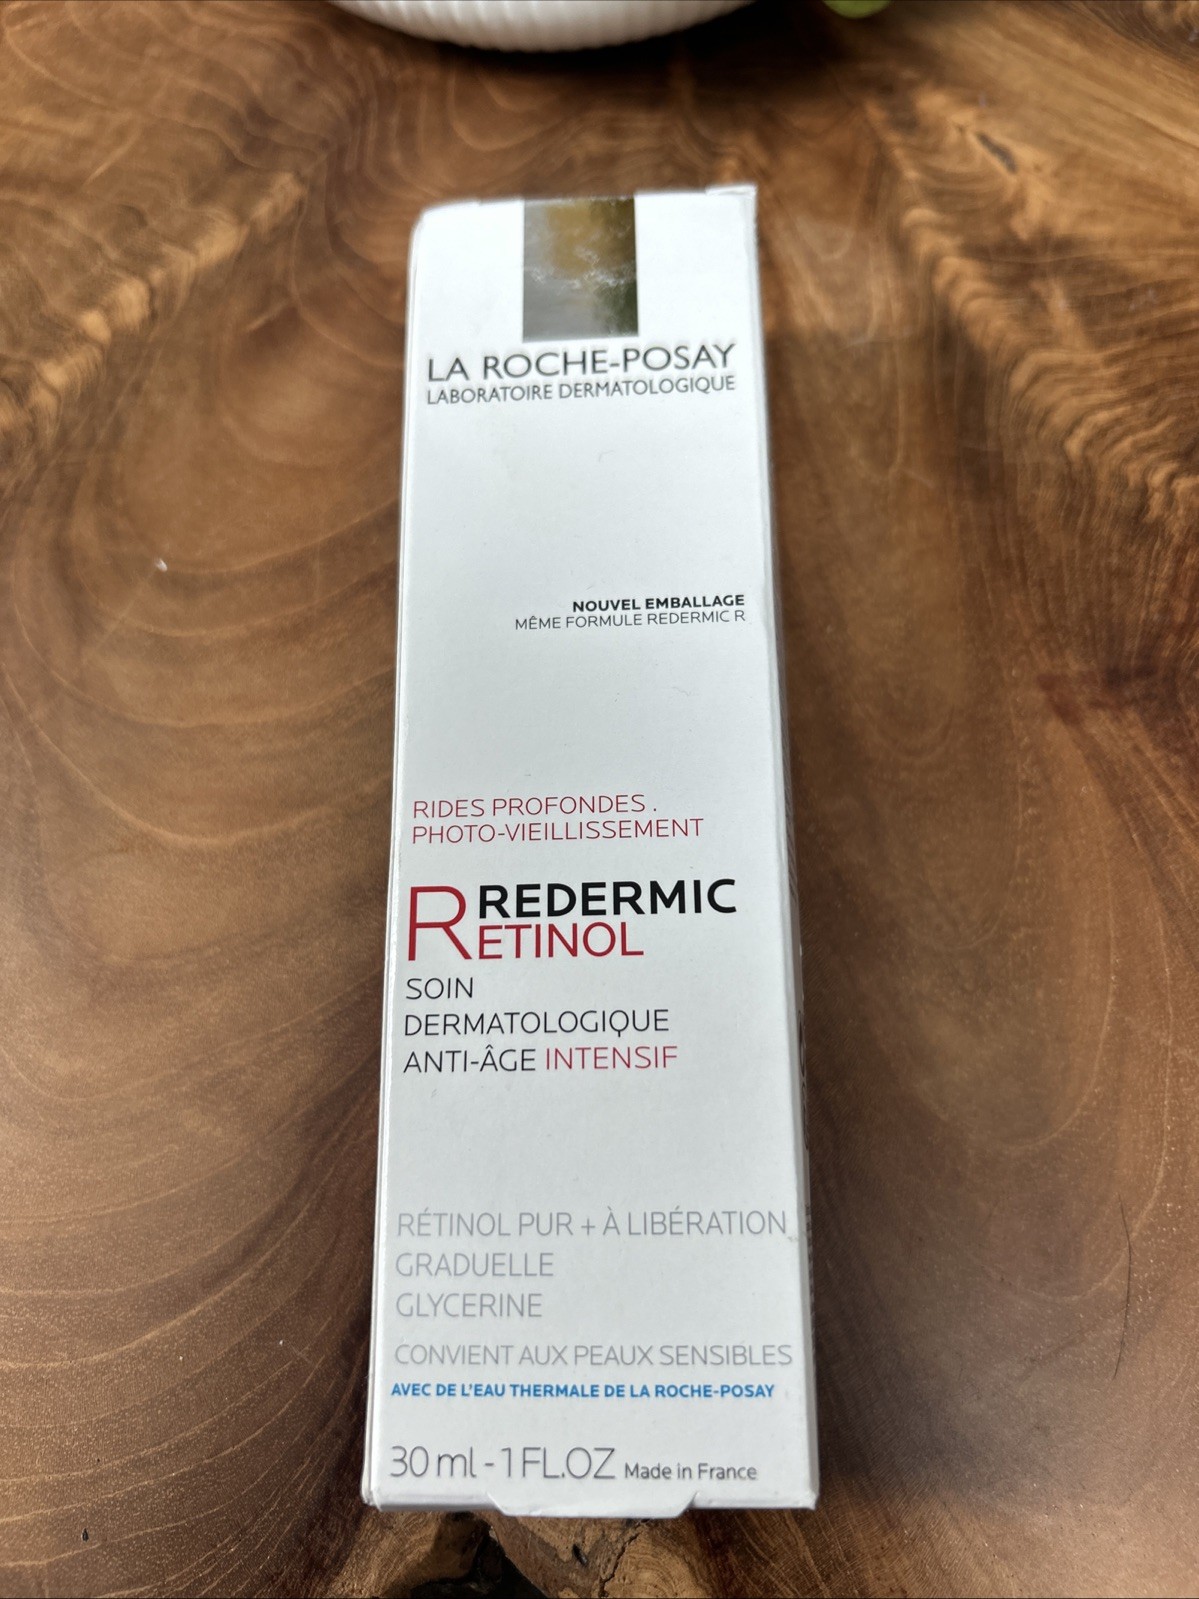 LA ROCHE-POSAY
LABORATOIRE DERMATOLOGIQUE
NOUVEL EMBALLAGE
MÊME FORMULE REDERMIC R
RIDES PROFONDES .
PHOTO-VIEILLISSEMENT
REDERMIC
RETINOL
SOIN
DERMATOLOGIQUE
ANTI-ÂGE INTENSIF
RÉTINOL PUR + À LIBÉRATION
GRADUELLE
GLYCERINE
CONVIENT AUX PEAUX SENSIBLES
AVEC DE L'EAU THERMALE DE LA ROCHE-POSAY
30 ml - 1 FL.OZ Made in France